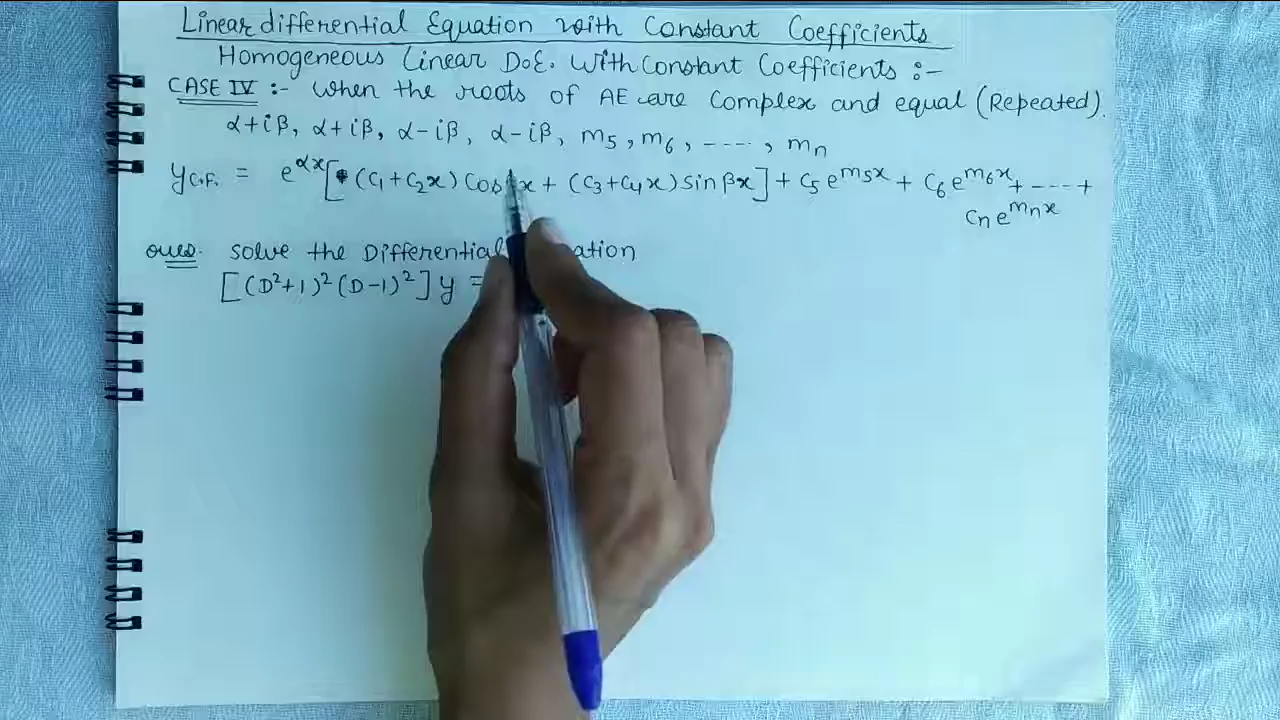 Linear differential Equation with Constant Coefficients
Homogeneous Linear D.E. with Constant Coefficients :-
CASE IV :- When the roots of AE are Complex and equal (Repeated).
α+iβ, α+iβ, α-iβ, α-iβ, m5, m6, ----, mn
yC.F. = e^αx [(C1+C2x) Cos x + (C3+C4x) Sin βx] + C5 e^m5x + C6 e^m6x + ---- +
Cn e^mnx
Ques. Solve the Differential ation
[(D²+1)²(D-1)²] y =